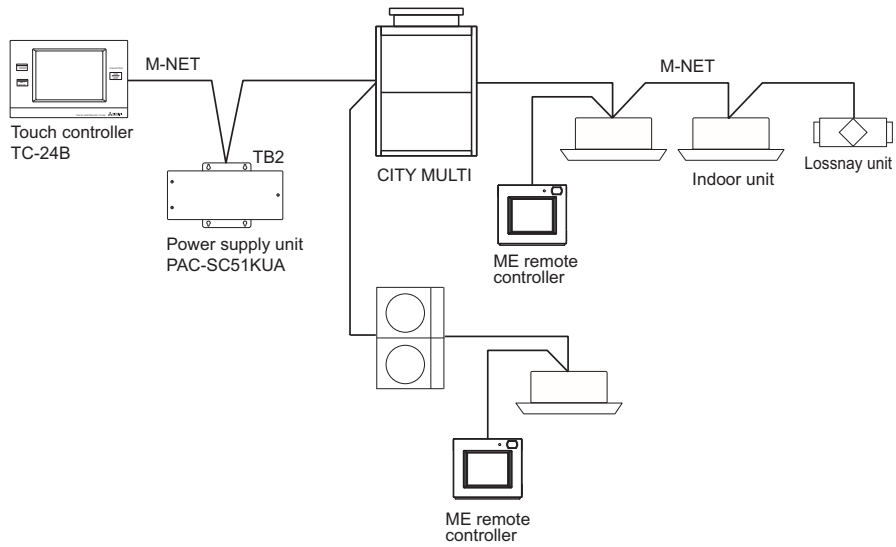 M-NET
M-NET
Touch controller
TC-24B
TB2
CITY MULTI
Indoor unit
Lossnay unit
Power supply unit
PAC-SC51KUA
ME remote
controller
ME remote
controller